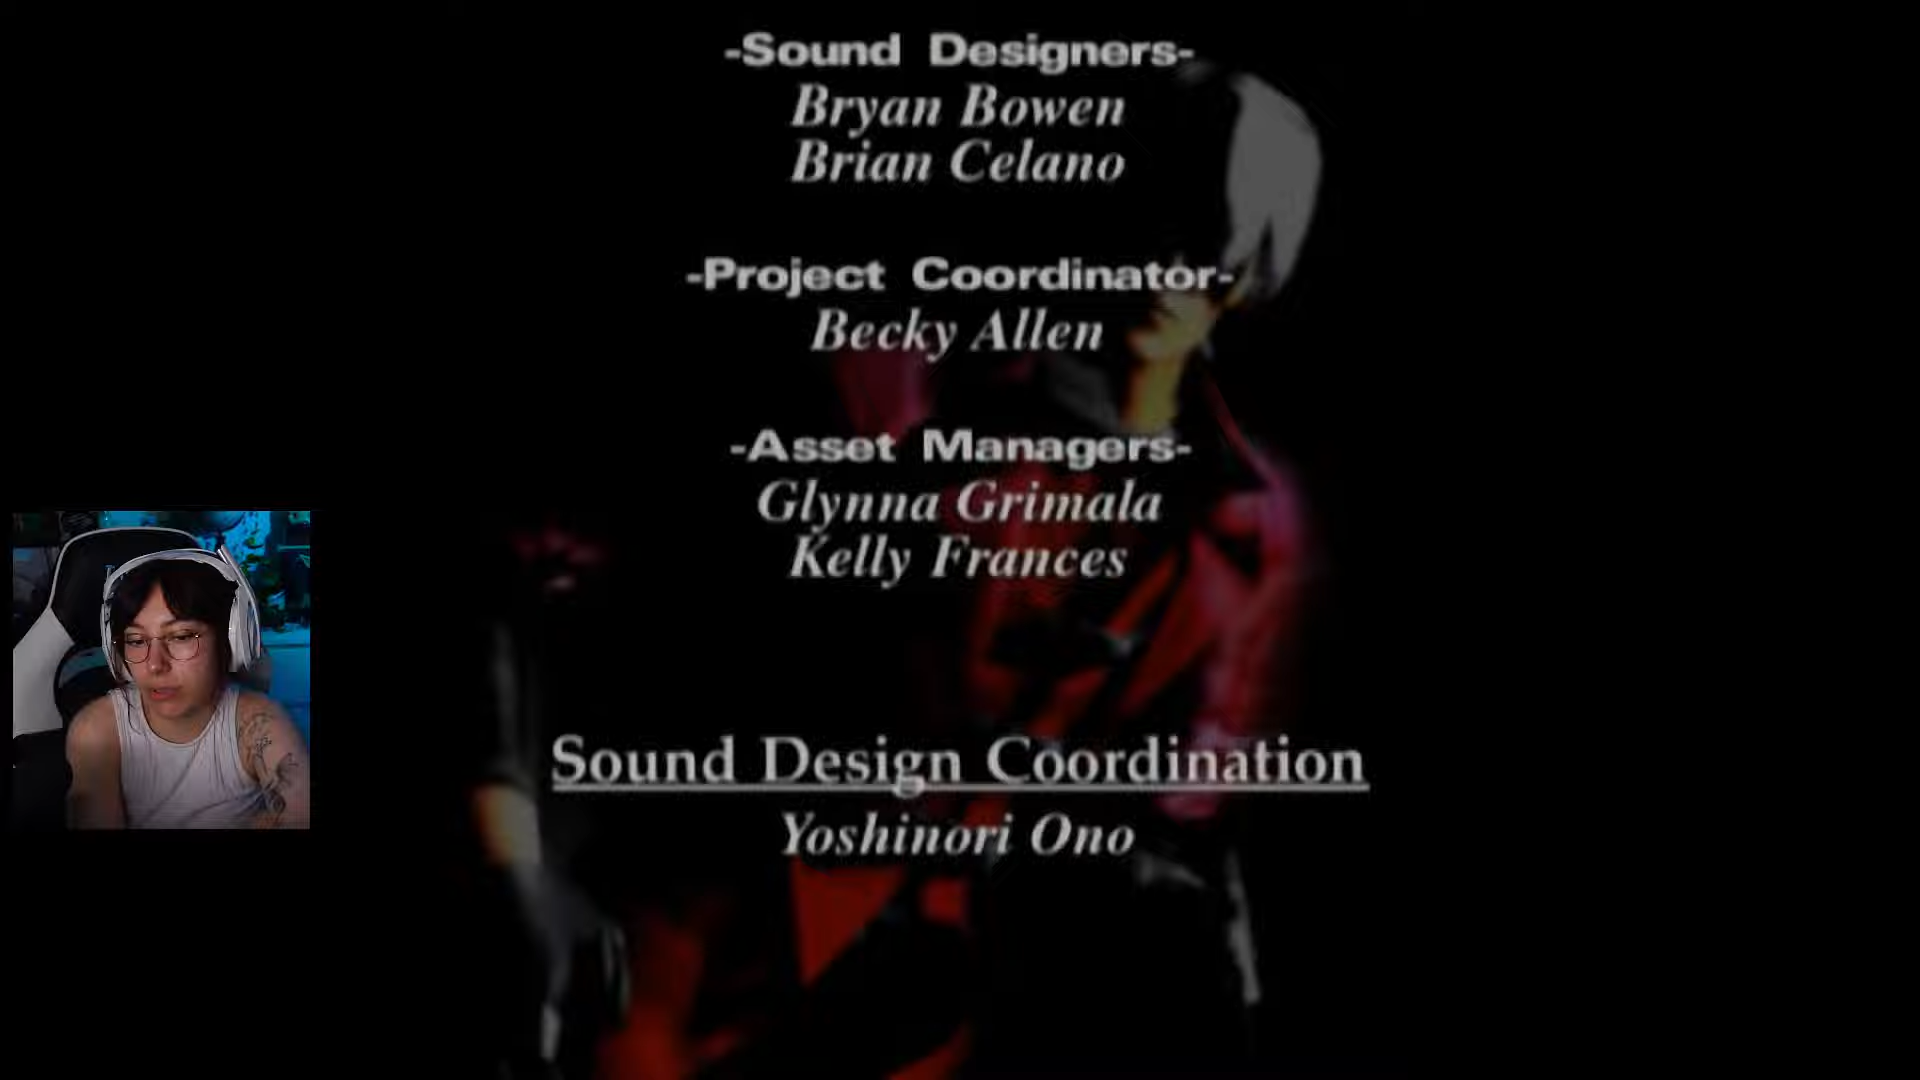 -Sound Designers-
Bryan Bowen
Brian Celano
-Project Coordinator-
Becky Allen
-Asset Managers-
Glynna Grimala
Kelly Frances
Sound Design Coordination
Yoshinori Ono